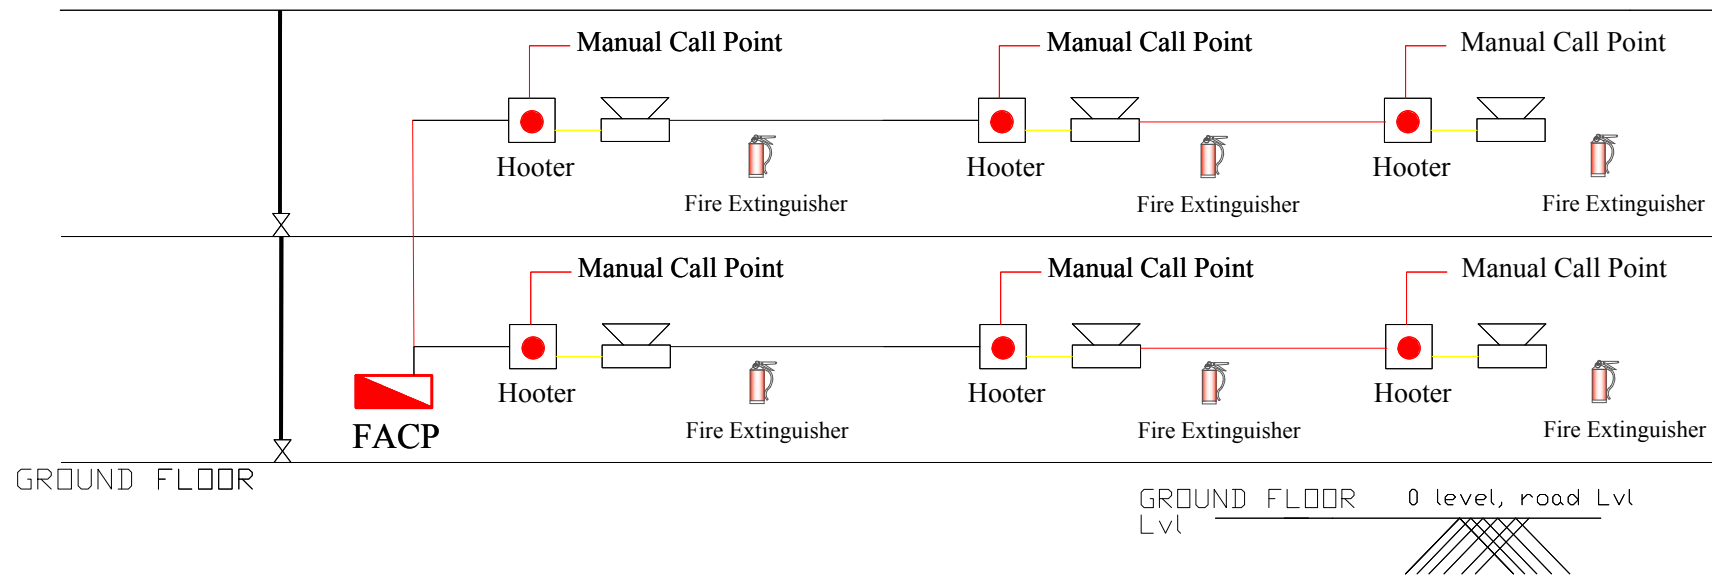 Manual Call Point
Manual Call Point
Manual Call Point
Hooter
Hooter
Hooter
Fire Extinguisher
Fire Extinguisher
Fire Extinguisher
Manual Call Point
Manual Call Point
Manual Call Point
Hooter
Hooter
Hooter
FACP
Fire Extinguisher
Fire Extinguisher
Fire Extinguisher
GROUND FLOOR
GROUND FLOOR
Lvl
0 level, road Lvl